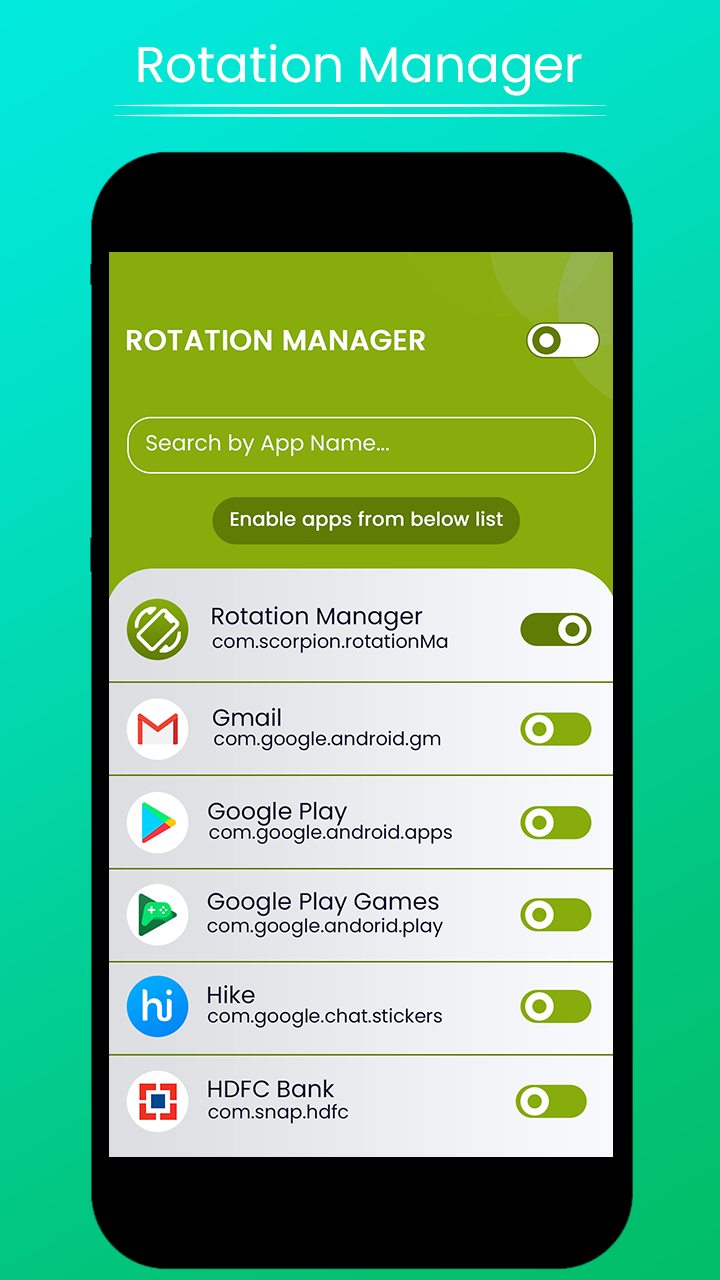 Rotation Manager
ROTATION MANAGER
Search by App Name...
Enable apps from below list
Rotation Manager
com.scorpion.rotationMa
Gmail
com.google.android.gm
Google Play
com.google.android.apps
Google Play Games
com.google.andorid.play
hi
Hike
com.google.chat.stickers
HDFC Bank
com.snap.hdfc